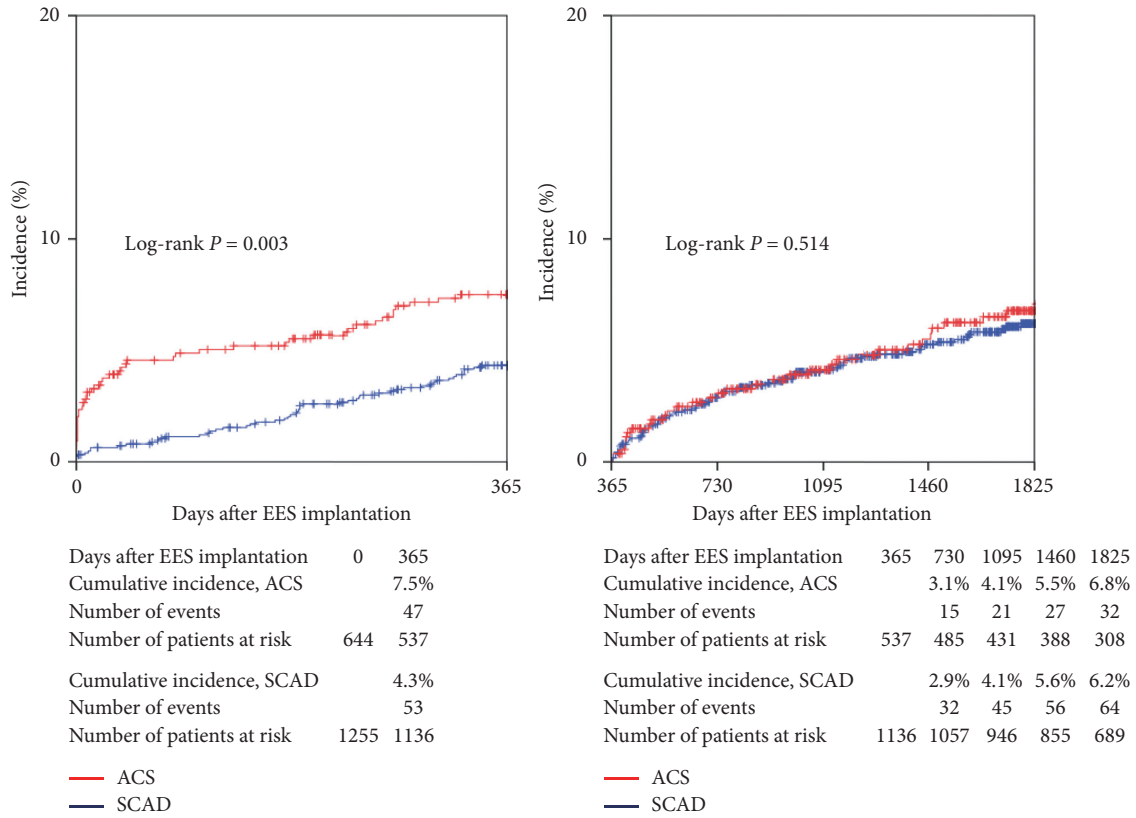 20
10
0
Incidence (%)
Log-rank P = 0.003
0 365
Days after EES implantation
Days after EES implantation 0 365
Cumulative incidence, ACS 7.5%
Number of events 47
Number of patients at risk 644 537
Cumulative incidence, SCAD 4.3%
Number of events 53
Number of patients at risk 1255 1136
ACS
SCAD
20
10
0
Incidence (%)
Log-rank P = 0.514
365 730 1095 1460 1825
Days after EES implantation
Days after EES implantation 365 730 1095 1460 1825
Cumulative incidence, ACS 3.1% 4.1% 5.5% 6.8%
Number of events 15 21 27 32
Number of patients at risk 537 485 431 388 308
Cumulative incidence, SCAD 2.9% 4.1% 5.6% 6.2%
Number of events 32 45 56 64
Number of patients at risk 1136 1057 946 855 689
ACS
SCAD